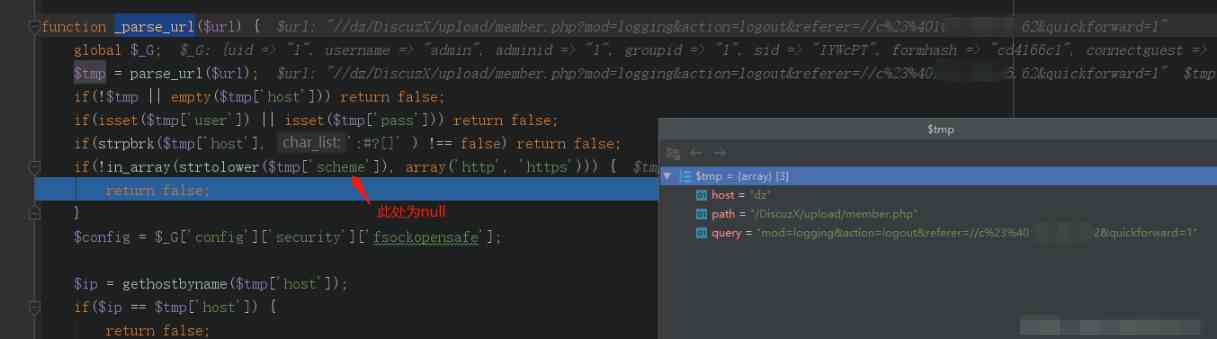 function _parse_url($url) {  $url: "//dz/DiscuzX/upload/member.php?mod=logging&action=logout&referer=//c%23%401 .62&quickforward=1"
global $_G;  $_G: {uid => "1", username => "admin", adminid => "1", groupid => "1", sid => "IYWcPT", formhash => "cd4166c1", connectguest =>
$tmp = parse_url($url);  $url: "//dz/DiscuzX/upload/member.php?mod=logging&action=logout&referer=//c%23%40 .62&quickforward=1"  $tmp
if(!$tmp || empty($tmp['host'])) return false;
if(isset($tmp['user']) || isset($tmp['pass'])) return false;
if(strpbrk($tmp['host'], char_list: ':#?[]' ) !== false) return false;
if(!in_array(strtolower($tmp['scheme']), array('http', 'https'))) {  $tm
return false;
此处为null
}
$config = $_G['config']['security']['fsockopensafe'];
$ip = gethostbyname($tmp['host']);
if($ip == $tmp['host']) {
return false;
$tmp
$tmp = {array} [3]
host = "dz"
path = "/DiscuzX/upload/member.php"
query = "mod=logging&action=logout&referer=//c%23%40 2&quickforward=1"